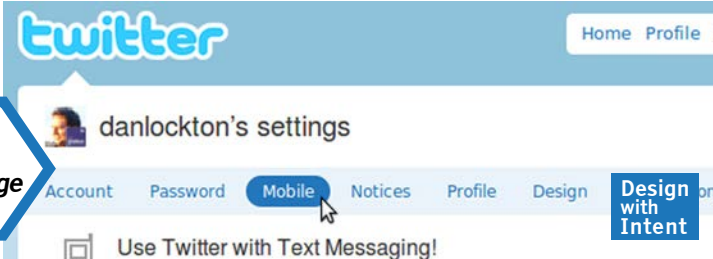 twitter
Home Profile
danlockton's settings
Account Password Mobile Notices Profile Design
Design
with
Intent
Use Twitter with Text Messaging!